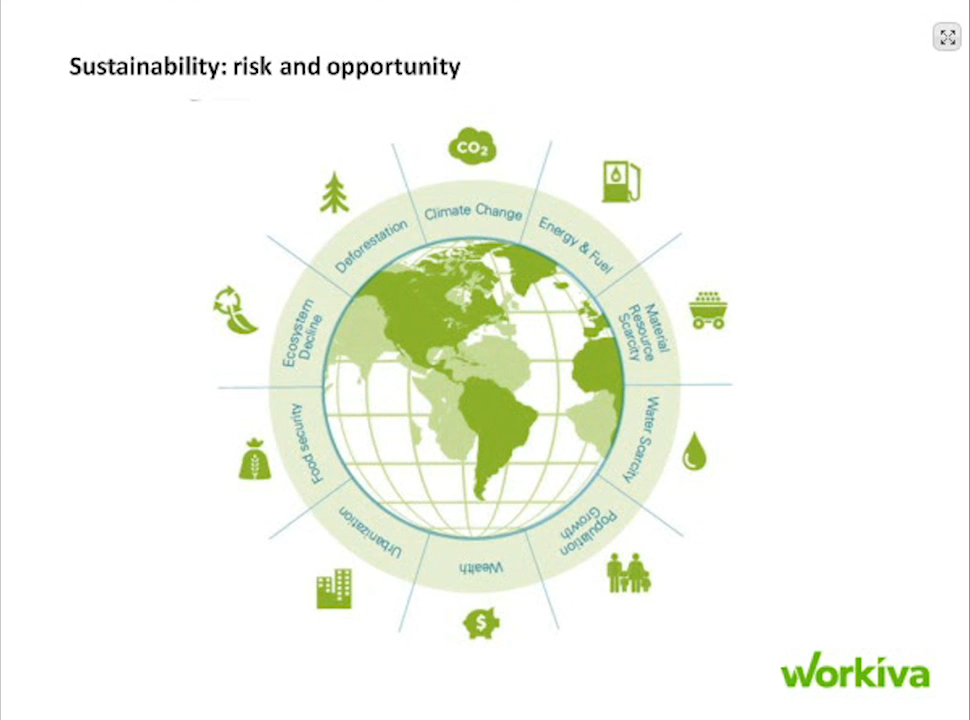 Sustainability: risk and opportunity
CO2
Climate Change
Energy & Fuel
Material
Resource
Scarcity
Water Scarcity
Population
Growth
Wealth
$
Urbanization
Food security
Ecosystem
Decline
Deforestation
Workiva